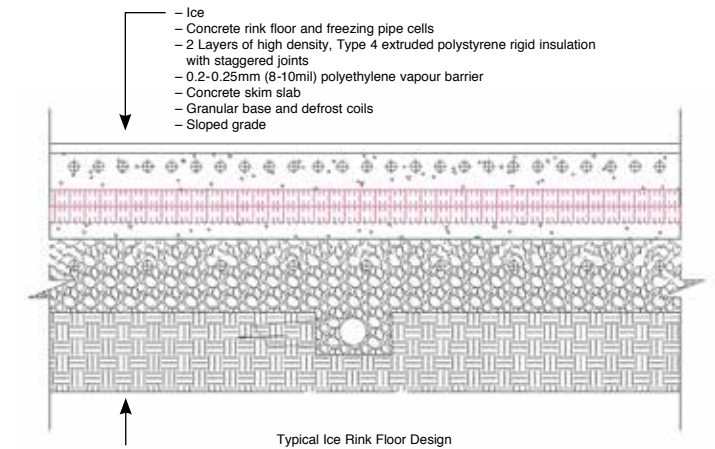 – Ice
– Concrete rink floor and freezing pipe cells
– 2 Layers of high density, Type 4 extruded polystyrene rigid insulation
with staggered joints
– 0.2-0.25mm (8-10mil) polyethylene vapour barrier
– Concrete skim slab
– Granular base and defrost coils
– Sloped grade
Typical Ice Rink Floor Design